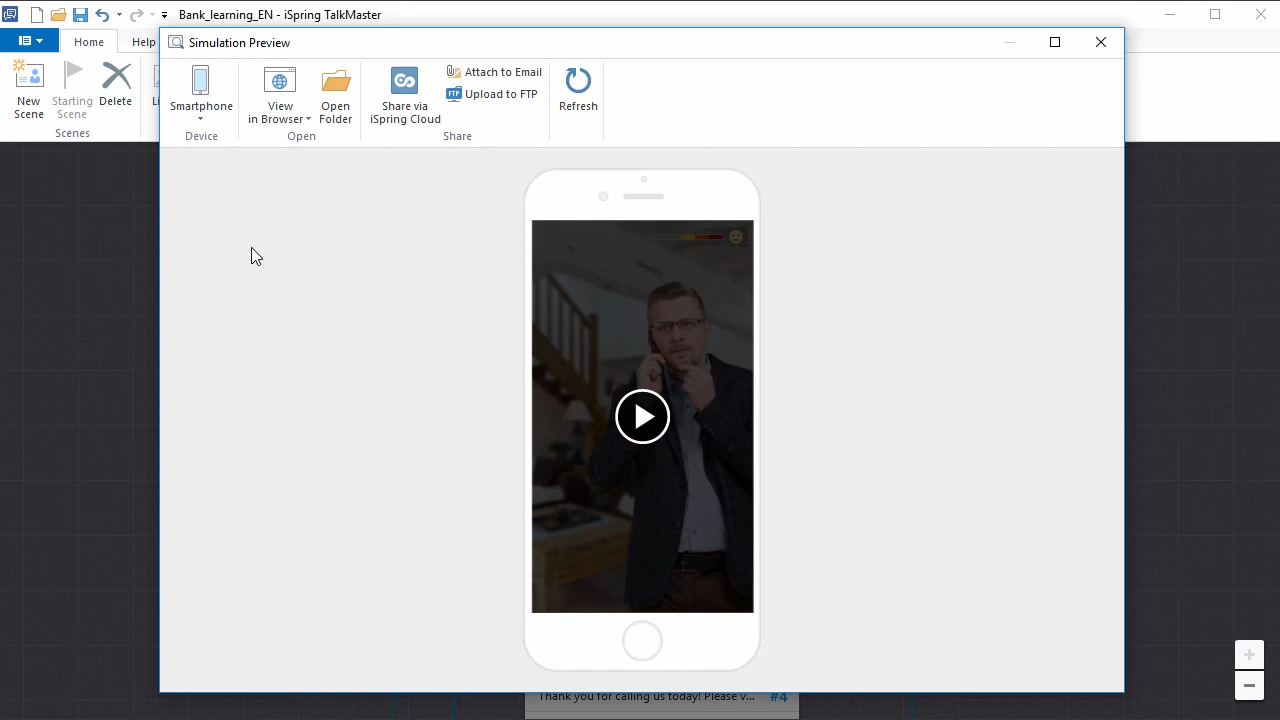 Bank_learning_EN - iSpring TalkMaster
Home
Help
Simulation Preview
New
Scene
Starting
Scene
Delete
Scenes
Smartphone
Device
View
in Browser
Open
Folder
Open
Share via
iSpring Cloud
Attach to Email
FTP
Upload to FTP
Share
Refresh
Thank you for calling us today! Please v...
#4